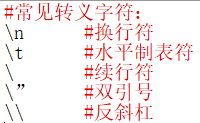 #常见转义字符：
\n #换行符
\t #水平制表符
\ #续行符
\” #双引号
\\ #反斜杠